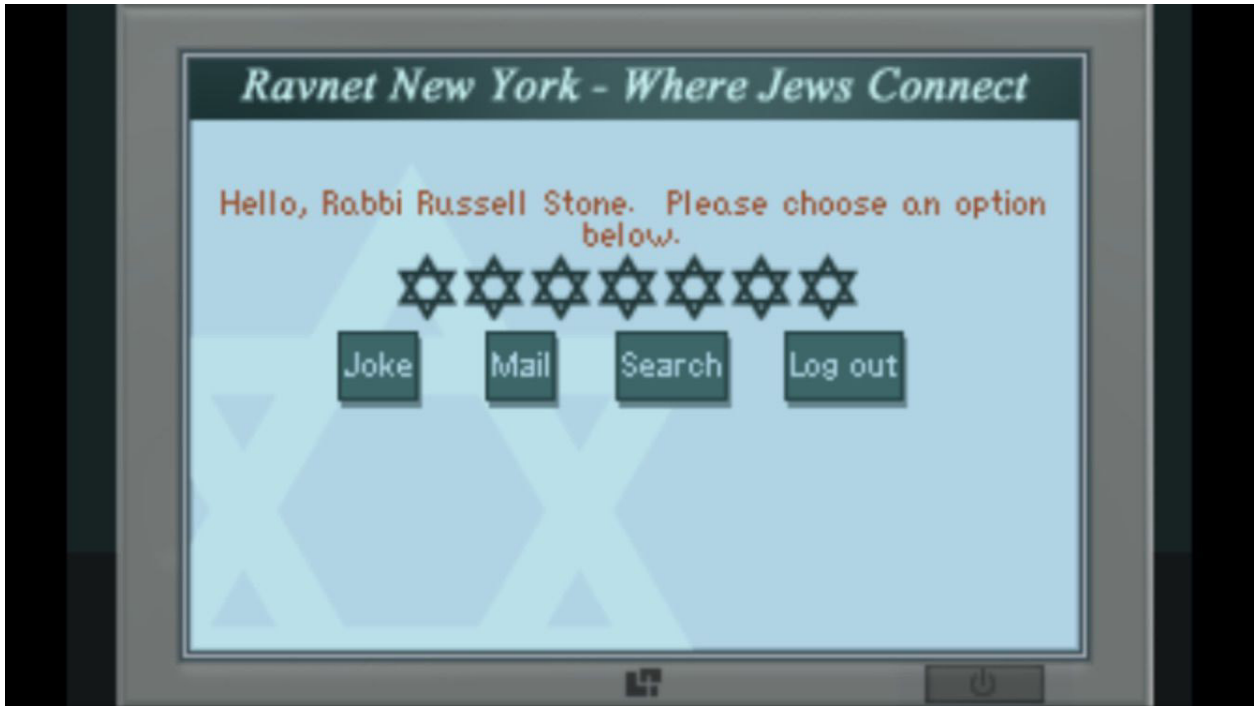 Ravnet New York - Where Jews Connect
Hello, Rabbi Russell Stone. Please choose an option
below.
Joke Mail Search Log out